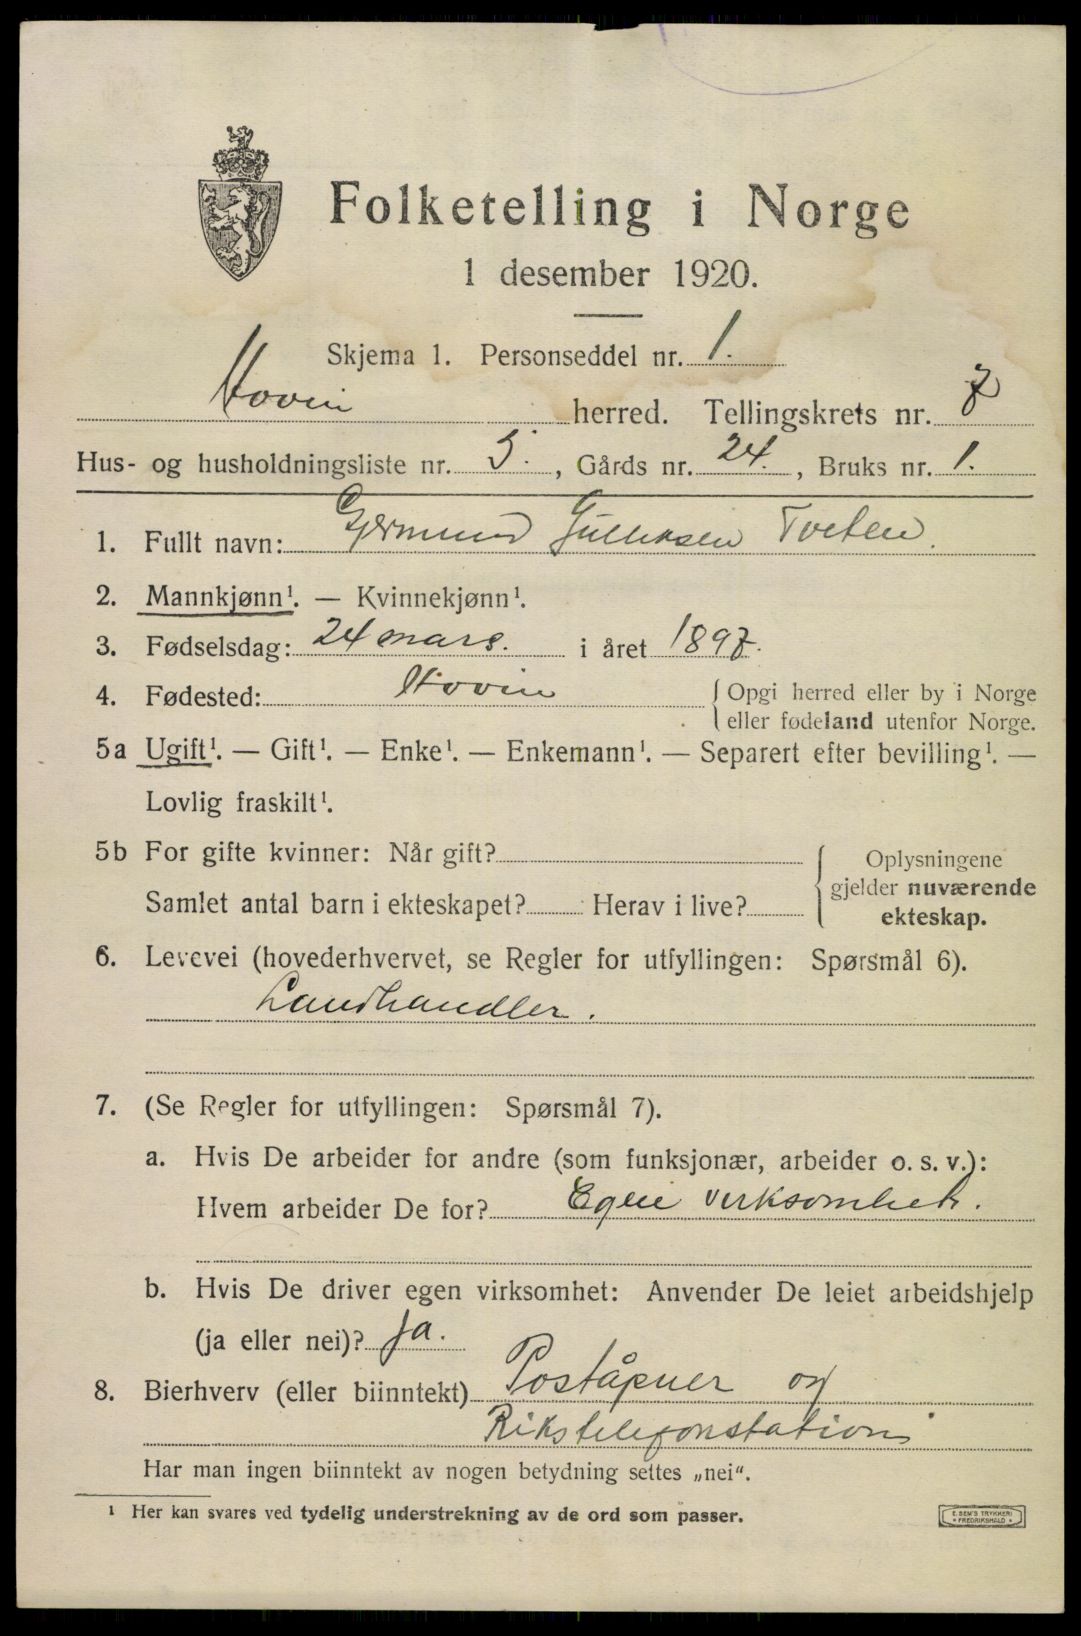 Folketelling i Norge
1 desember 1920.
Skjema 1. Personseddel nr. 1.
Hovin herred. Tellingskrets nr. 7
Hus- og husholdningsliste nr. 5., Gårds nr. 24., Bruks nr. 1.
1. Fullt navn: Gjermund Gulliksen Tveten.
2. Mannkjønn¹. — Kvinnekjønn¹.
3. Fødselsdag: 24 mars. i året 1897.
4. Fødested: Hovin { Opgi herred eller by i Norge
eller fødeland utenfor Norge.
5a Ugift¹. — Gift¹. — Enke¹. — Enkemann¹. — Separert efter bevilling¹. —
Lovlig fraskilt¹.
5b For gifte kvinner: Når gift? { Oplysningene
gjelder nuværende
Samlet antal barn i ekteskapet? Herav i live? ekteskap.
6. Levevei (hovederhvervet, se Regler for utfyllingen: Spørsmål 6).
Landhandler.
7. (Se Regler for utfyllingen: Spørsmål 7).
a. Hvis De arbeider for andre (som funksjonær, arbeider o. s. v.):
Hvem arbeider De for? Egen virksomhet.
b. Hvis De driver egen virksomhet: Anvender De leiet arbeidshjelp
(ja eller nei)? Ja.
8. Bierhverv (eller biinntekt) Poståpner og
Rikstelefonstation
Har man ingen biinntekt av nogen betydning settes „nei“.
¹ Her kan svares ved tydelig understrekning av de ord som passer.
E. SEM'S TRYKKERI
* FREDRIKSHALD *